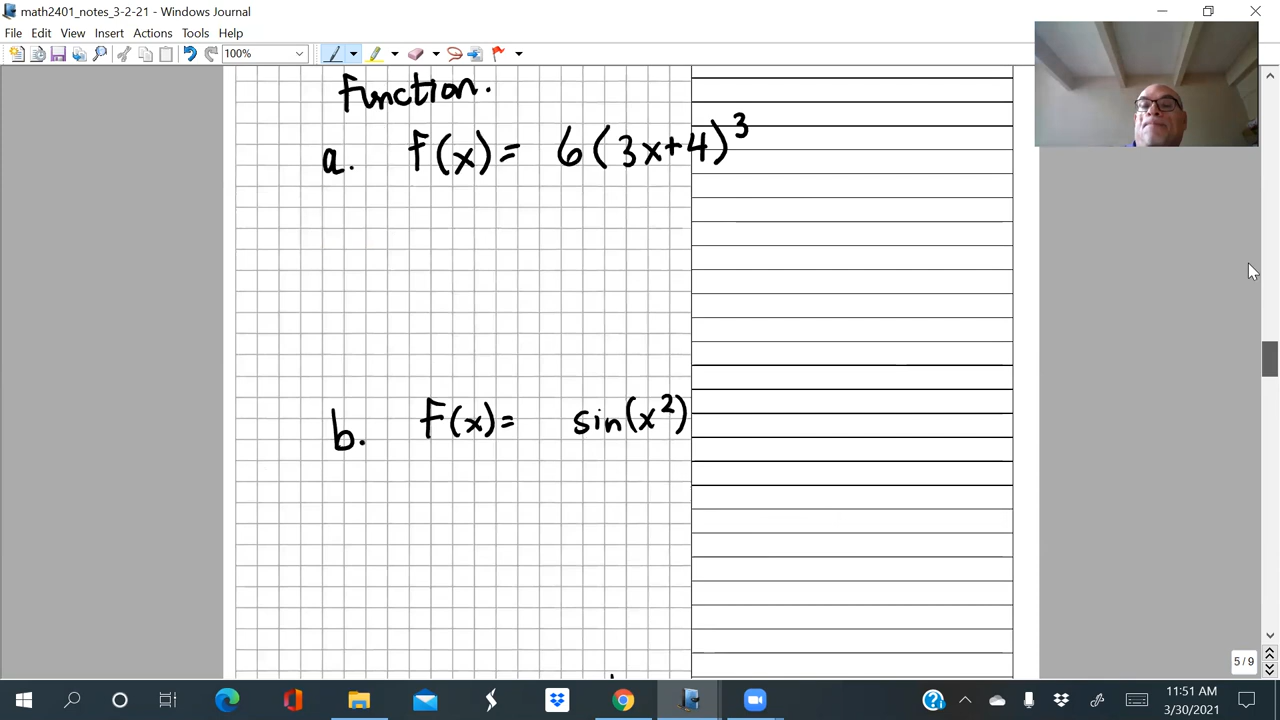 math2401_notes_3-2-21 - Windows Journal
File Edit View Insert Actions Tools Help
100%
Function.
a. F(x)= 6(3x+4)³
b. F(x)= sin(x²)
5 / 9
11:51 AM
3/30/2021